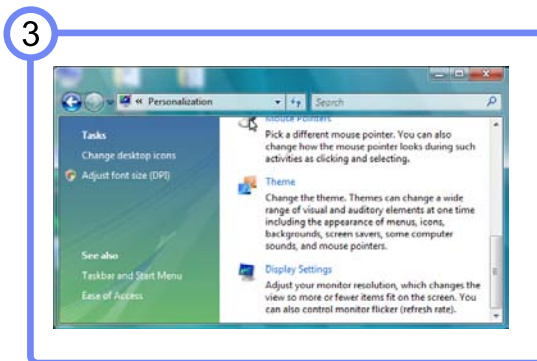 3
« Personalization
Search
Tasks
Change desktop icons
Adjust font size (DPI)
See also
Taskbar and Start Menu
Ease of Access
Mouse Pointers
Pick a different mouse pointer. You can also
change how the mouse pointer looks during such
activities as clicking and selecting.
Theme
Change the theme. Themes can change a wide
range of visual and auditory elements at one time
including the appearance of menus, icons,
backgrounds, screen savers, some computer
sounds, and mouse pointers.
Display Settings
Adjust your monitor resolution, which changes the
view so more or fewer items fit on the screen. You
can also control monitor flicker (refresh rate).